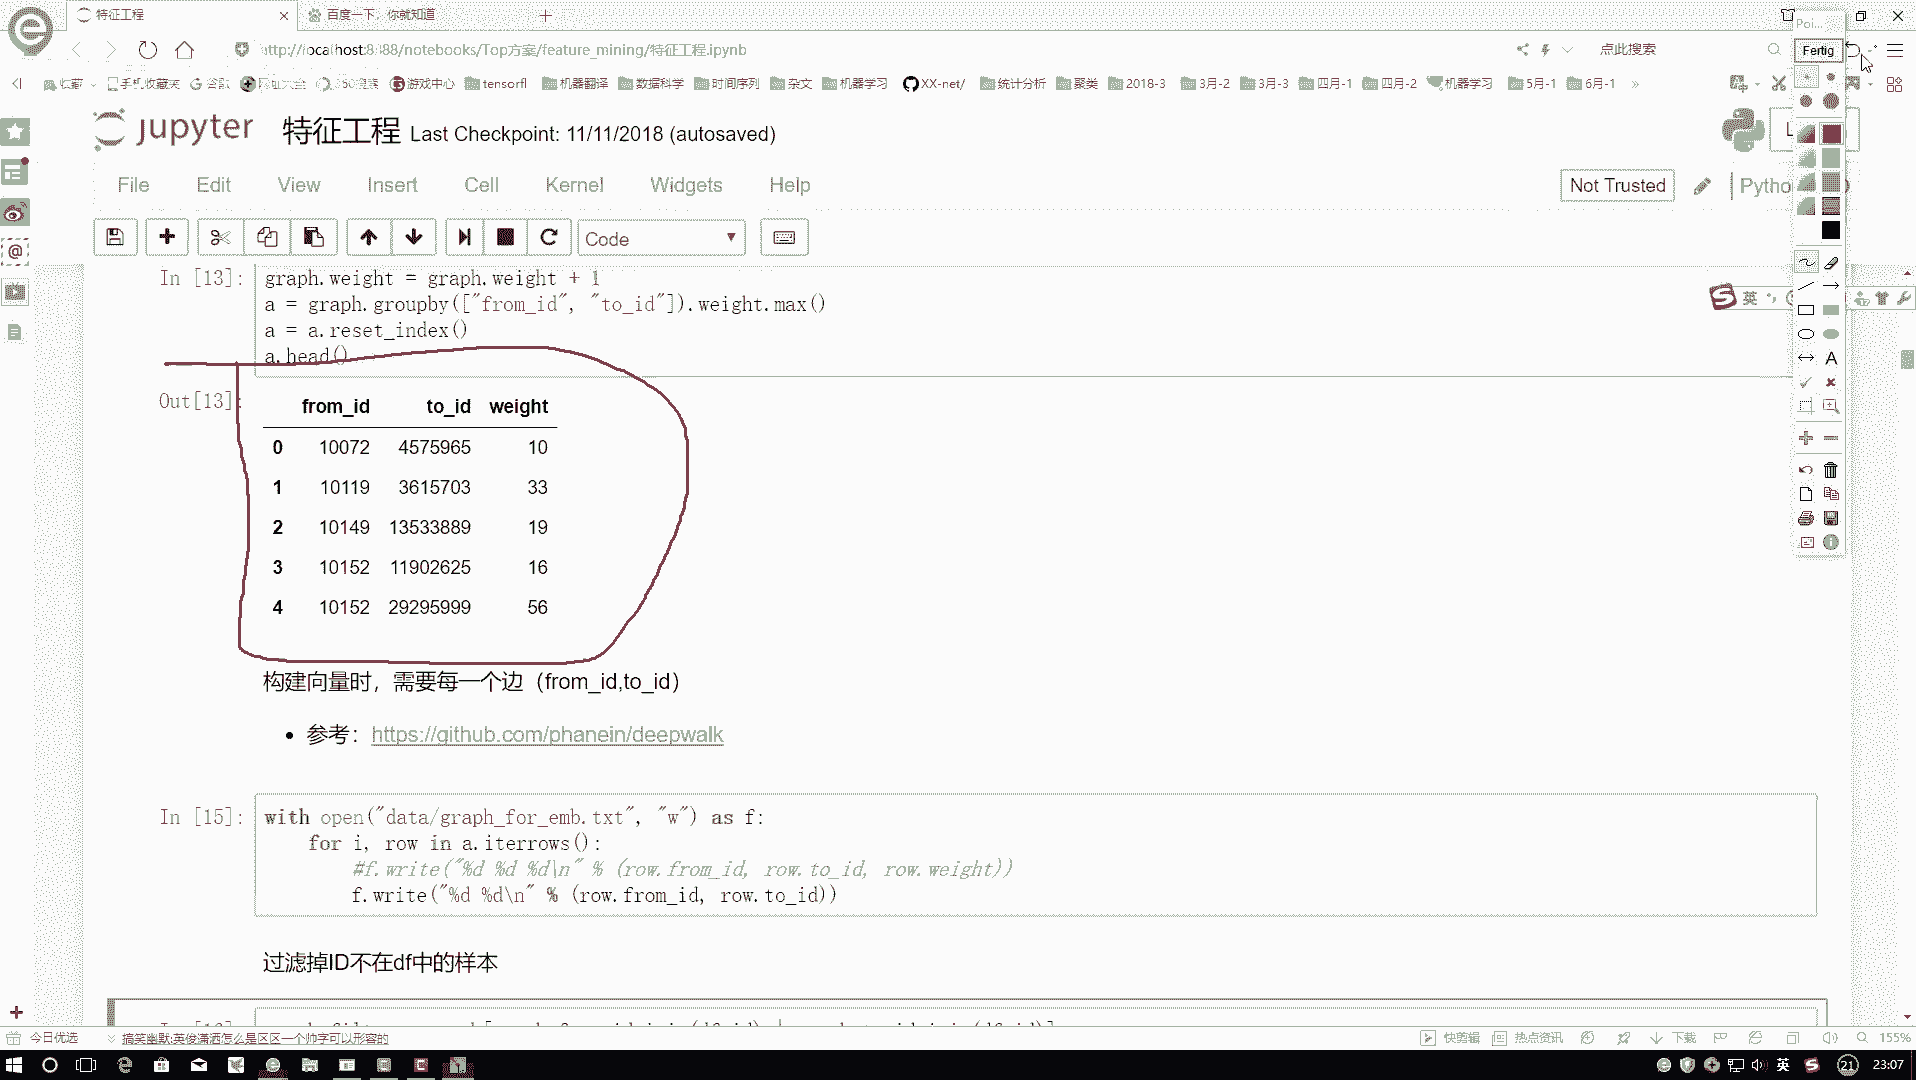 特征工程
百度一下，你就知道
http://localhost:8888/notebooks/Top方案/feature_mining/特征工程.ipynb
点此搜索
Fertig
收藏 手机收藏夹 谷歌 网址大全 360搜索 游戏中心 tensorfl 机器翻译 数据科学 时间序列 杂文 机器学习 XX-net/ 统计分析 聚类 2018-3 3月-2 3月-3 四月-1 四月-2 机器学习 5月-1 6月-1 »
jupyter 特征工程 Last Checkpoint: 11/11/2018 (autosaved)
File Edit View Insert Cell Kernel Widgets Help
Not Trusted
Code
In [13]:
graph.weight = graph.weight + 1
a = graph.groupby(["from_id", "to_id"]).weight.max()
a = a.reset_index()
a.head()
英
Out[13]:
from_id to_id weight
0 10072 4575965 10
1 10119 3615703 33
2 10149 13533889 19
3 10152 11902625 16
4 10152 29295999 56
构建向量时，需要每一个边（from_id,to_id）
参考：https://github.com/phanein/deepwalk
In [15]:
with open("data/graph_for_emb.txt", "w") as f:
for i, row in a.iterrows():
#f.write("%d %d %d\n" % (row.from_id, row.to_id, row.weight))
f.write("%d %d\n" % (row.from_id, row.to_id))
过滤掉ID不在df中的样本
今日优选
搞笑幽默:英俊潇洒怎么是区区一个帅字可以形容的
快剪辑 热点资讯 下载 155%
英 21 23:07